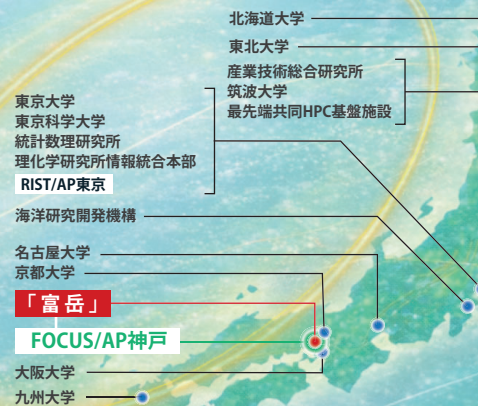 北海道大学
東北大学
産業技術総合研究所
筑波大学
最先端共同HPC基盤施設
東京大学
東京科学大学
統計数理研究所
理化学研究所情報統合本部
RIST/AP東京
海洋研究開発機構
名古屋大学
京都大学
「富岳」
FOCUS/AP神戸
大阪大学
九州大学